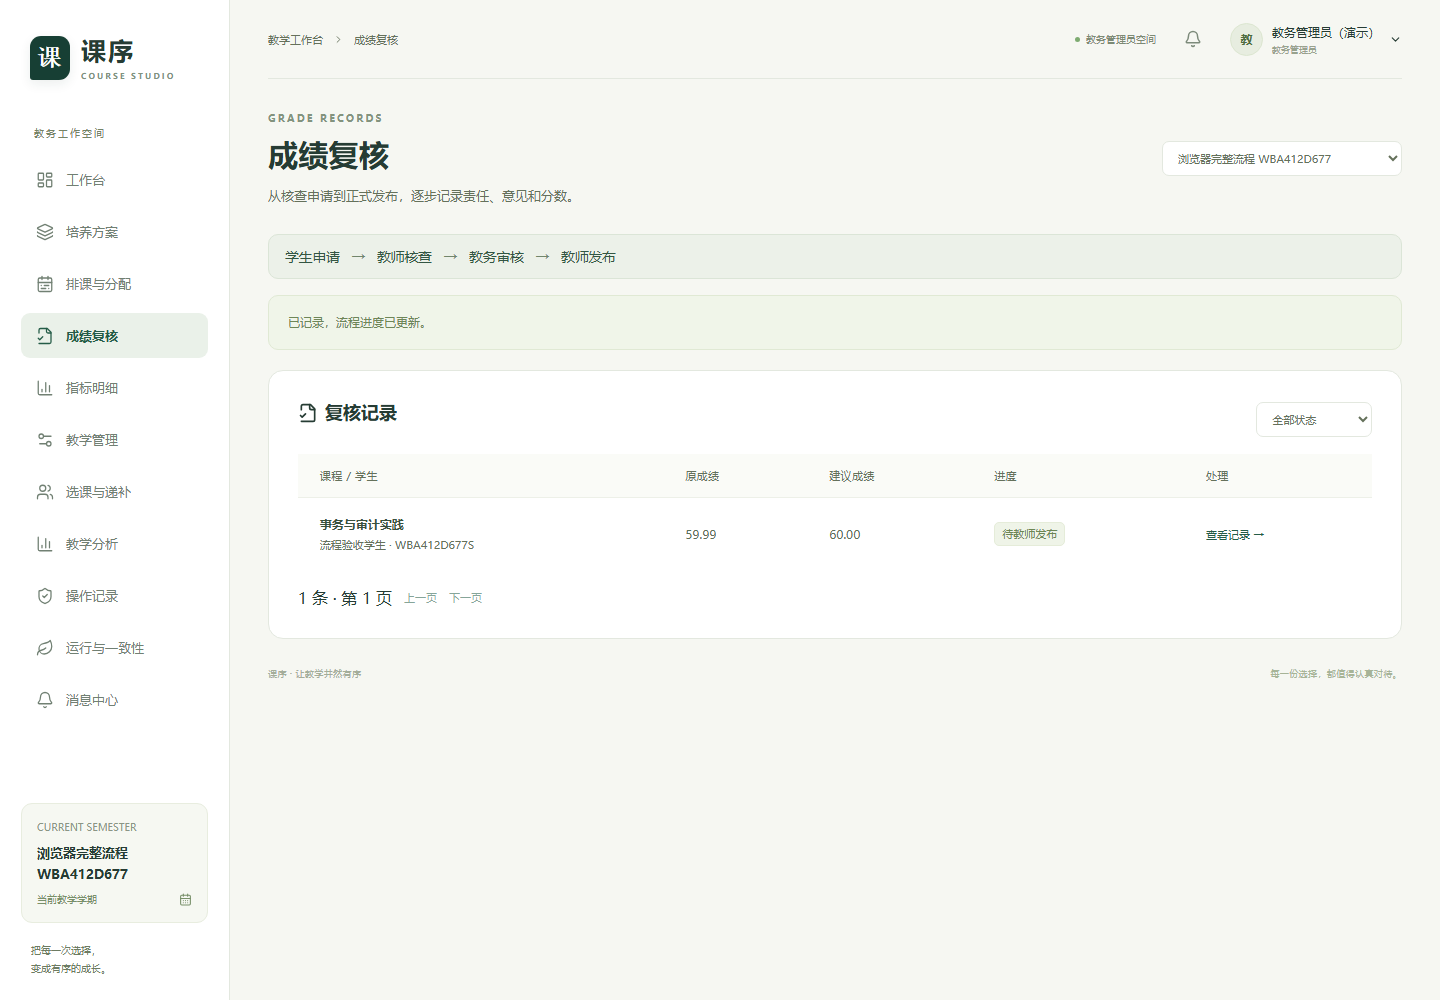 课
课序
COURSE STUDIO
教务工作空间
工作台
培养方案
排课与分配
成绩复核
指标明细
教学管理
选课与递补
教学分析
操作记录
运行与一致性
消息中心
CURRENT SEMESTER
浏览器完整流程
WBA412D677
当前教学学期
把每一次选择，
变成有序的成长。
教学工作台 > 成绩复核
教务管理员空间
教
教务管理员（演示）
教务管理员
GRADE RECORDS
成绩复核
从核查申请到正式发布，逐步记录责任、意见和分数。
浏览器完整流程 WBA412D677
学生申请 → 教师核查 → 教务审核 → 教师发布
已记录，流程进度已更新。
复核记录
全部状态
课程 / 学生 原成绩 建议成绩 进度 处理
事务与审计实践
流程验收学生 · WBA412D677S
59.99 60.00 待教师发布 查看记录 →
1 条 · 第 1 页 上一页 下一页
课序 · 让教学井然有序
每一份选择，都值得认真对待。